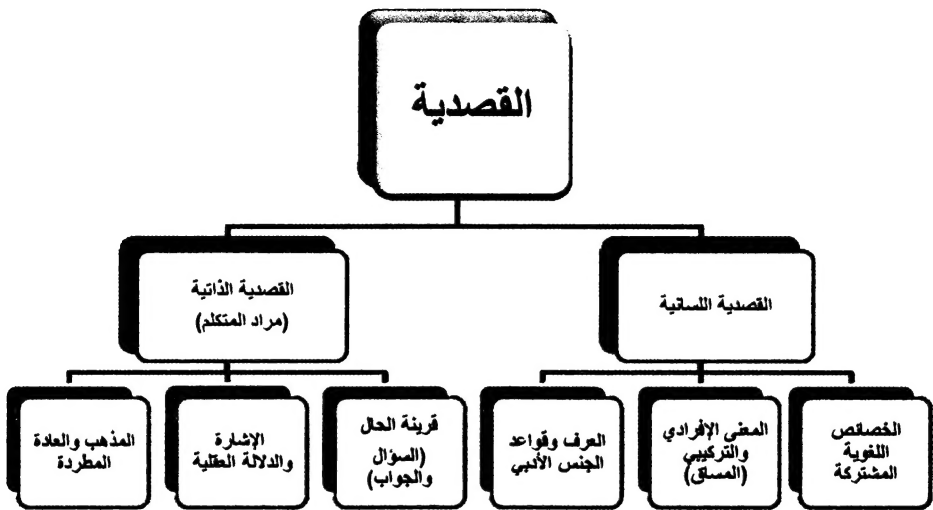 القصدية
القصدية اللسانية
القصدية الذاتية
(مراد المتكلم)
الخصائص
اللغوية
المشتركة
المعنى الإفرادي
والتركيبي
(المساق)
العرف وقواعد
الجنس الأدبي
قرينة الحال
(السؤال
والجواب)
الإشارة
والدلالة العقلية
المذهب والعادة
المطردة